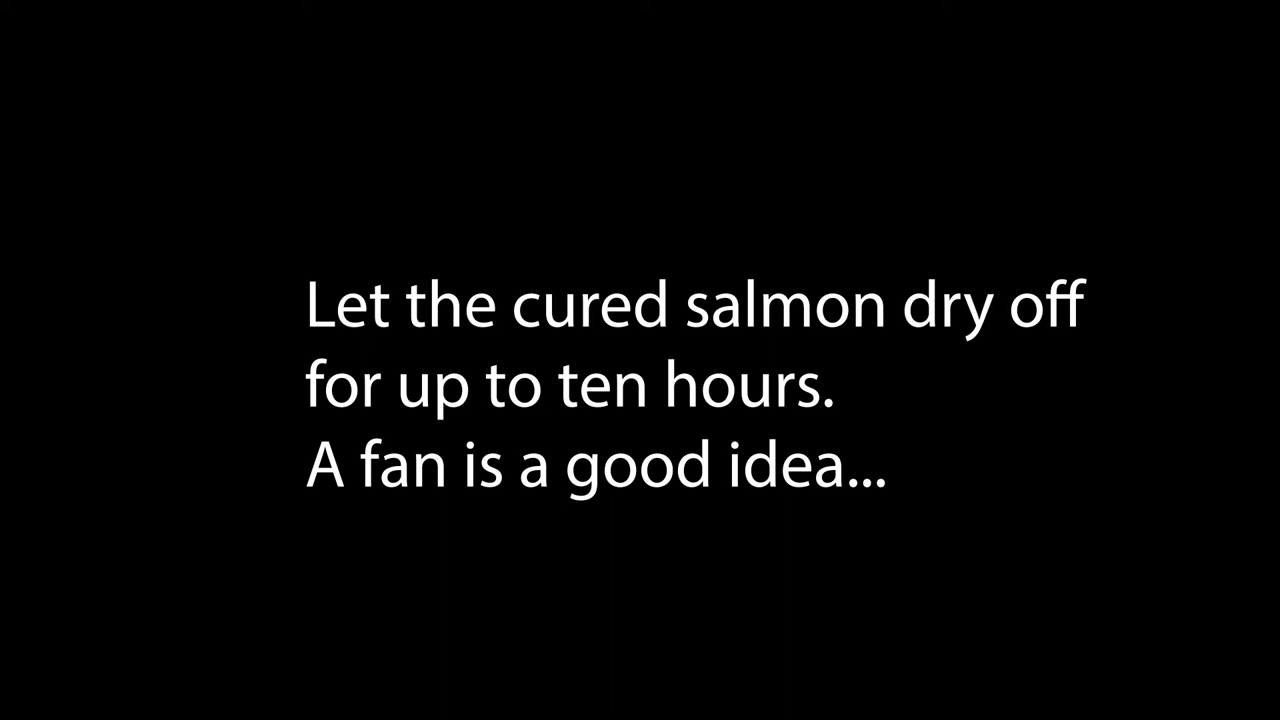 Let the cured salmon dry off
for up to ten hours.
A fan is a good idea...